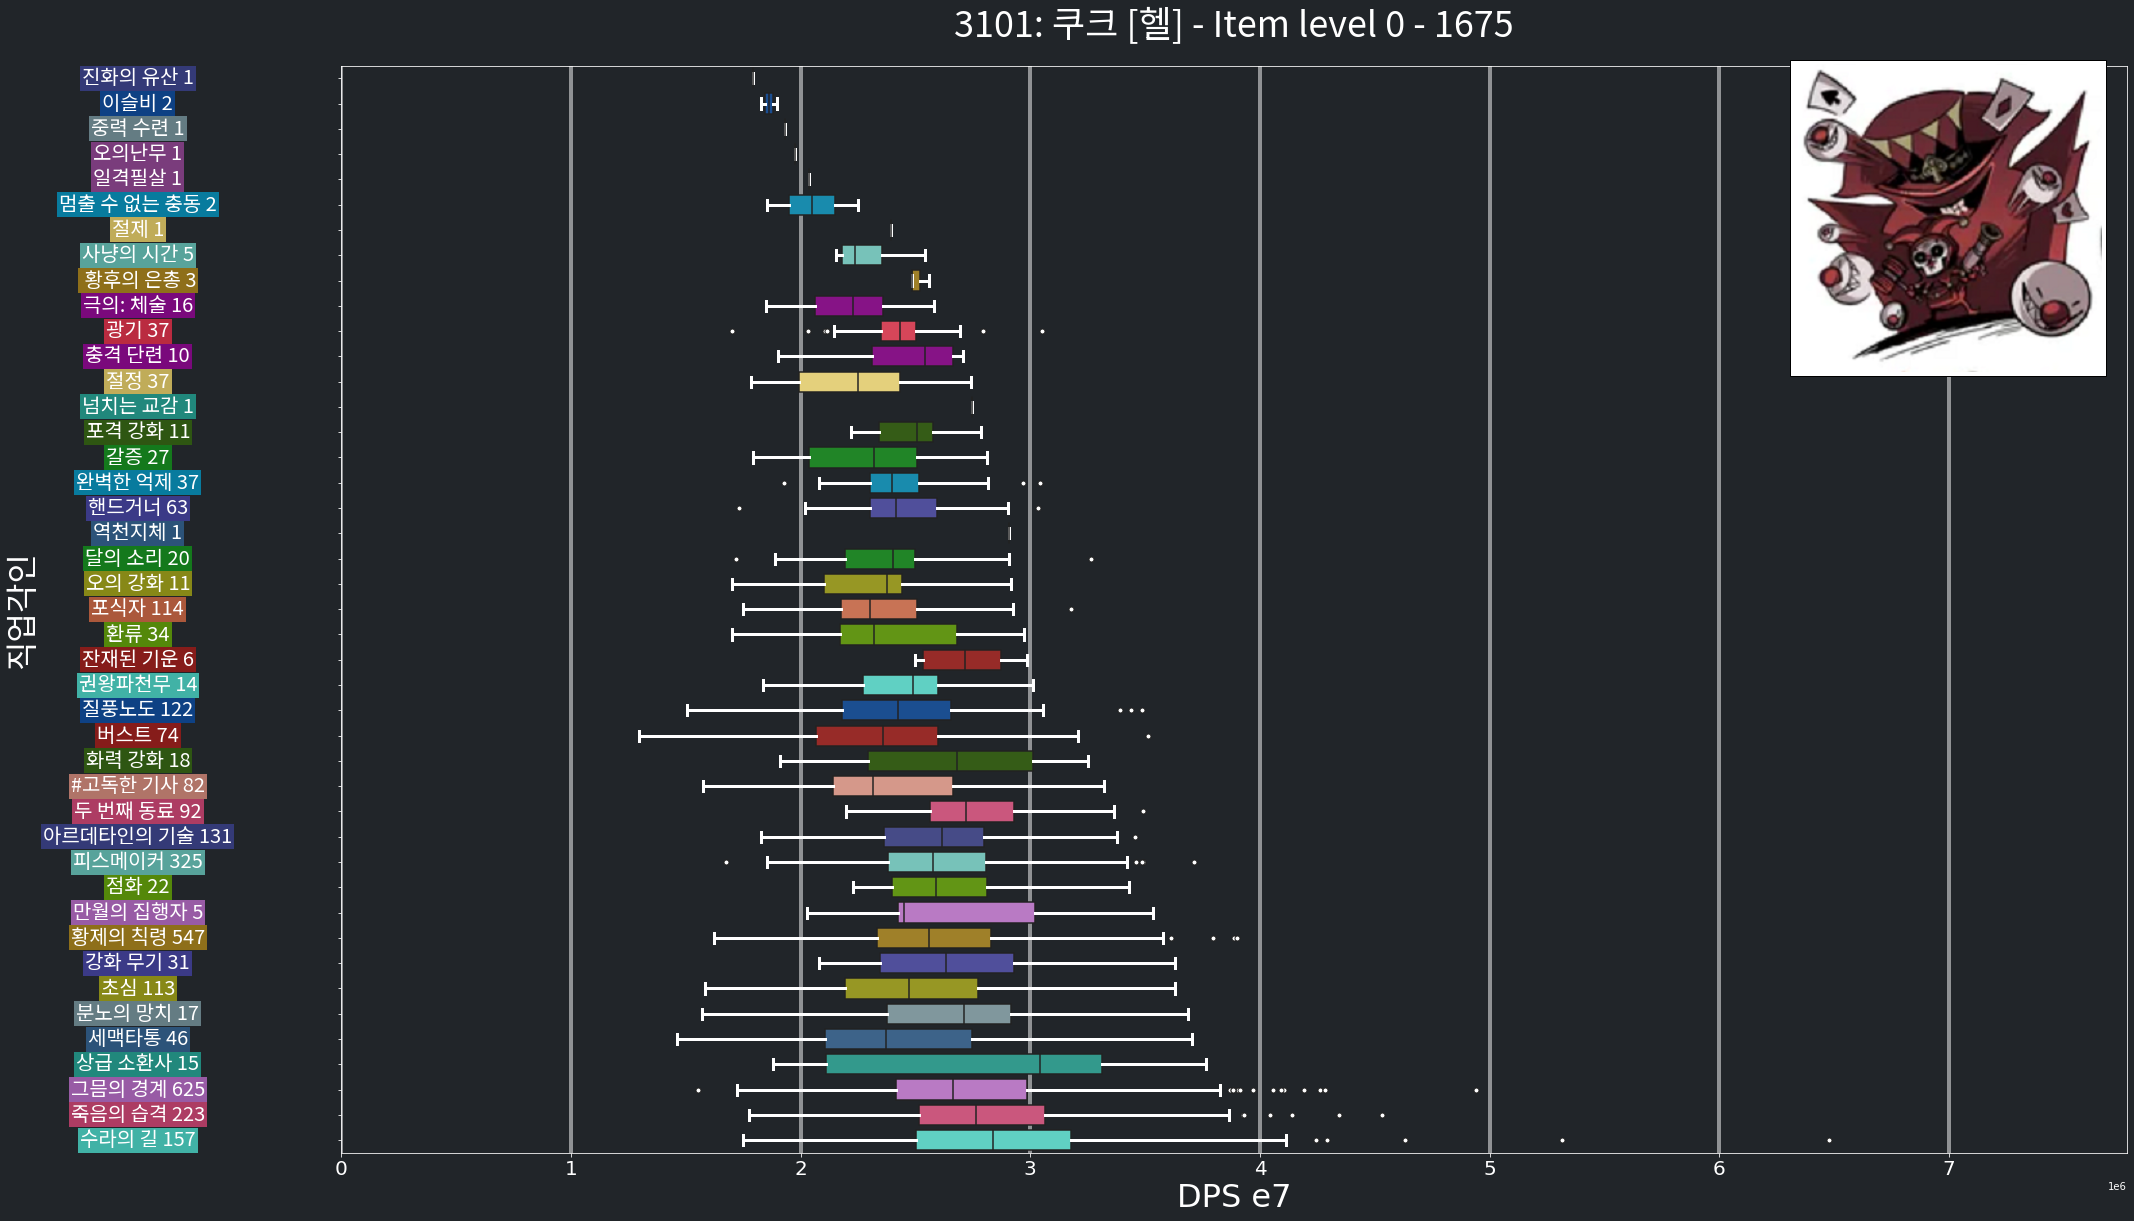 3101: 쿠크 [헬] - Item level 0 - 1675
진화의 유산 1
이슬비 2
중력 수련 1
오의난무 1
일격필살 1
멈출 수 없는 충동 2
절제 1
사냥의 시간 5
황후의 은총 3
극의: 체술 16
광기 37
충격 단련 10
절정 37
넘치는 교감 1
포격 강화 11
갈증 27
완벽한 억제 37
핸드거너 63
역천지체 1
달의 소리 20
오의 강화 11
포식자 114
환류 34
잔재된 기운 6
권왕파천무 14
질풍노도 122
버스트 74
화력 강화 18
#고독한 기사 82
두 번째 동료 92
아르데타인의 기술 131
피스메이커 325
점화 22
만월의 집행자 5
황제의 칙령 547
강화 무기 31
초심 113
분노의 망치 17
세맥타통 46
상급 소환사 15
그믐의 경계 625
죽음의 습격 223
수라의 길 157
직업각인
0 1 2 3 4 5 6 7
DPS e7
1e6